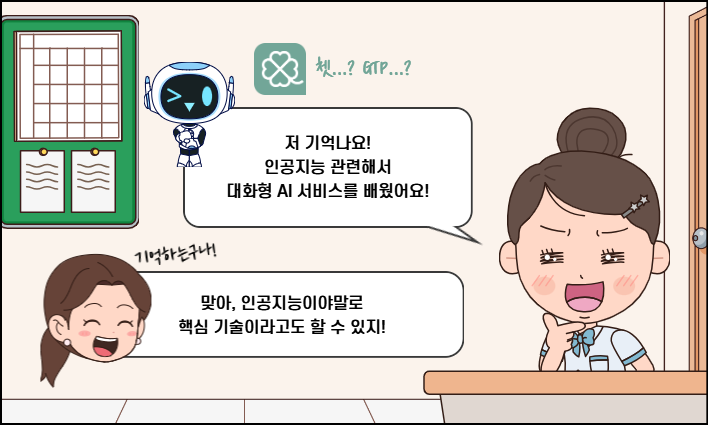 쳇...? GTP...?
저 기억나요!
인공지능 관련해서
대화형 AI 서비스를 배웠어요!
기억하는구나!
맞아, 인공지능이야말로
핵심 기술이라고도 할 수 있지!